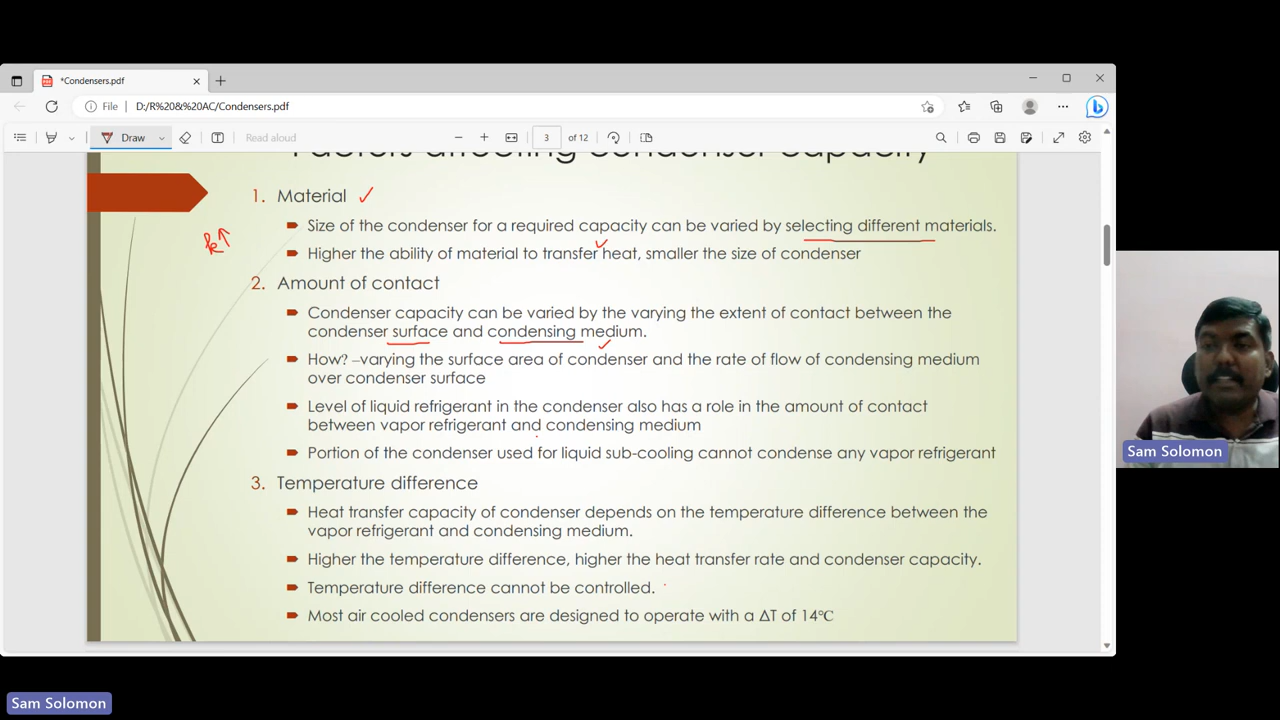 *Condensers.pdf
File
D:/R%20&%20AC/Condensers.pdf
Draw
Read aloud
3
of 12
Factors affecting condenser capacity
1. Material ✓
k↑
Size of the condenser for a required capacity can be varied by selecting different materials.
Higher the ability of material to transfer heat, smaller the size of condenser
2. Amount of contact
Condenser capacity can be varied by the varying the extent of contact between the
condenser surface and condensing medium.
How? –varying the surface area of condenser and the rate of flow of condensing medium
over condenser surface
Level of liquid refrigerant in the condenser also has a role in the amount of contact
between vapor refrigerant and condensing medium
Portion of the condenser used for liquid sub-cooling cannot condense any vapor refrigerant
3. Temperature difference
Heat transfer capacity of condenser depends on the temperature difference between the
vapor refrigerant and condensing medium.
Higher the temperature difference, higher the heat transfer rate and condenser capacity.
Temperature difference cannot be controlled.
Most air cooled condensers are designed to operate with a ΔT of 14℃
Sam Solomon
Sam Solomon